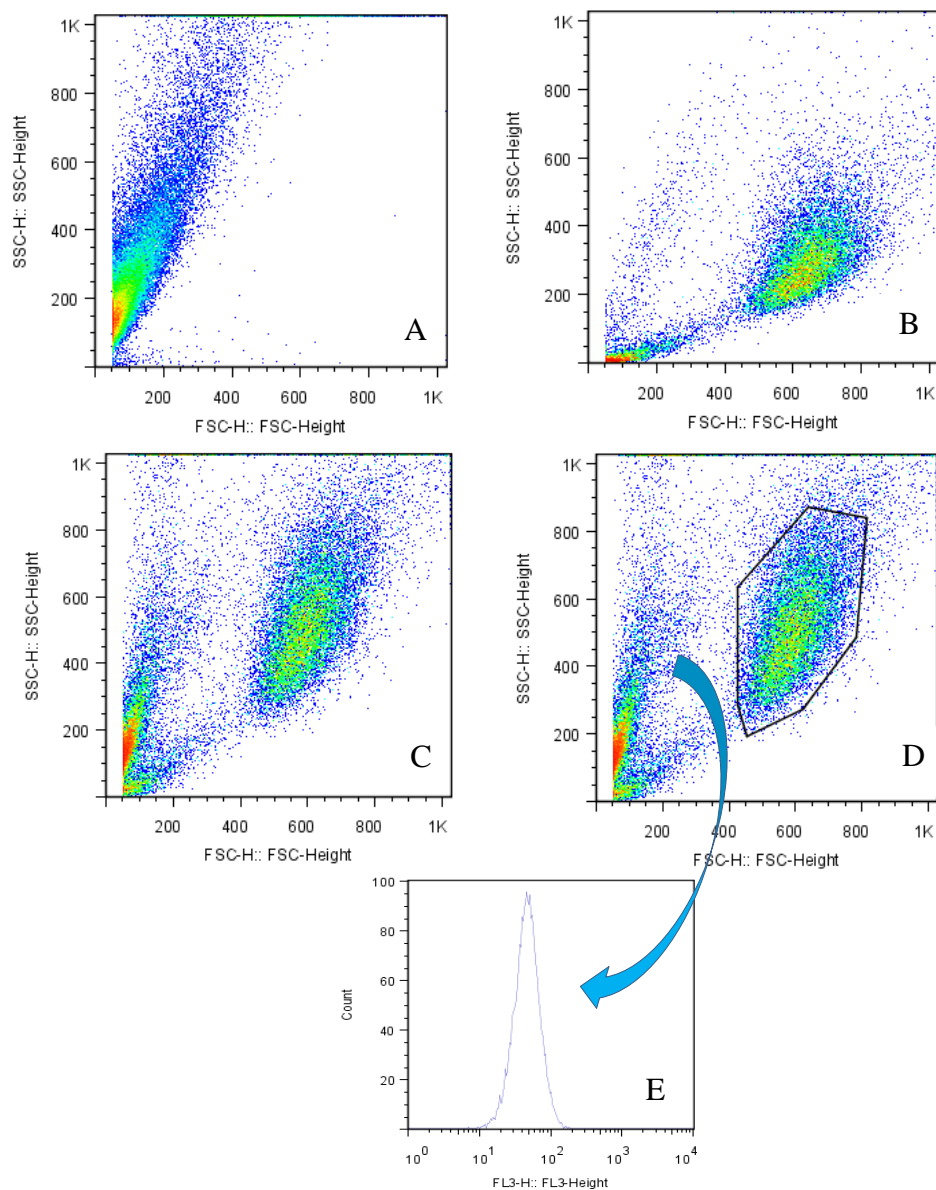 1K
800
600
400
200
SSC-H:: SSC-Height
A
200 400 600 800 1K
FSC-H:: FSC-Height
1K
800
600
400
200
SSC-H:: SSC-Height
B
200 400 600 800 1K
FSC-H:: FSC-Height
1K
800
600
400
200
SSC-H:: SSC-Height
C
200 400 600 800 1K
FSC-H:: FSC-Height
1K
800
600
400
200
SSC-H:: SSC-Height
D
200 400 600 800 1K
FSC-H:: FSC-Height
100
80
60
40
20
Count
E
10^0 10^1 10^2 10^3 10^4
FL3-H:: FL3-Height